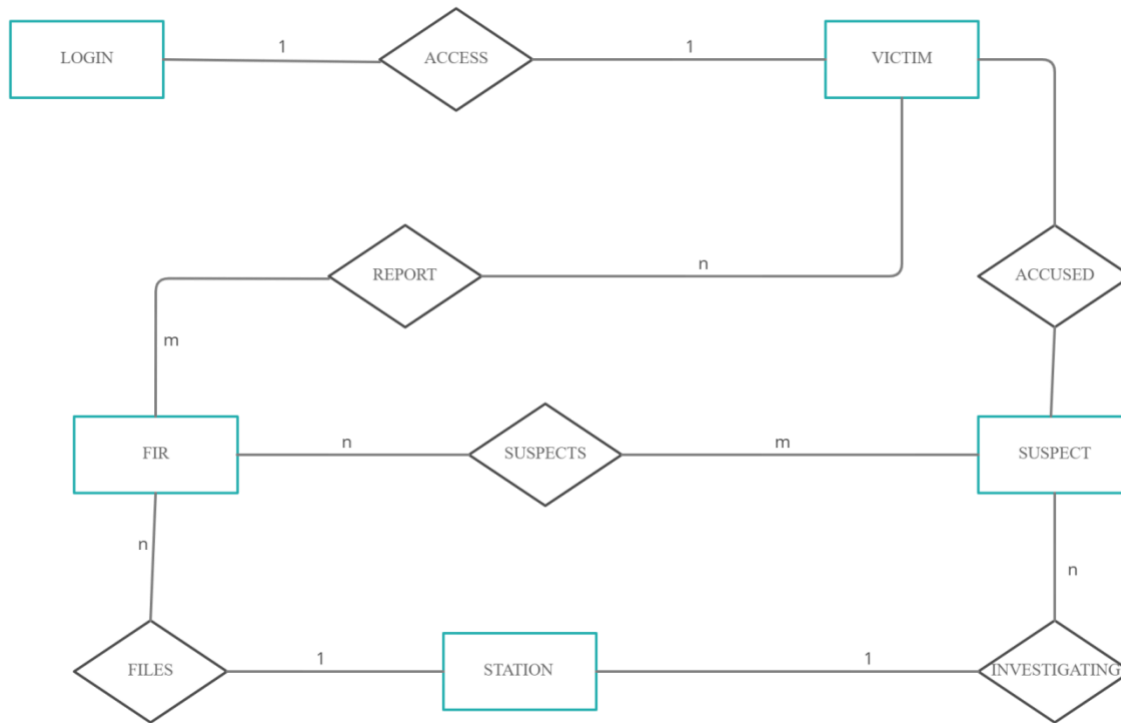 LOGIN
1
ACCESS
1
VICTIM
REPORT
n
ACCUSED
m
FIR
n
SUSPECTS
m
SUSPECT
n
n
FILES
1
STATION
1
INVESTIGATING